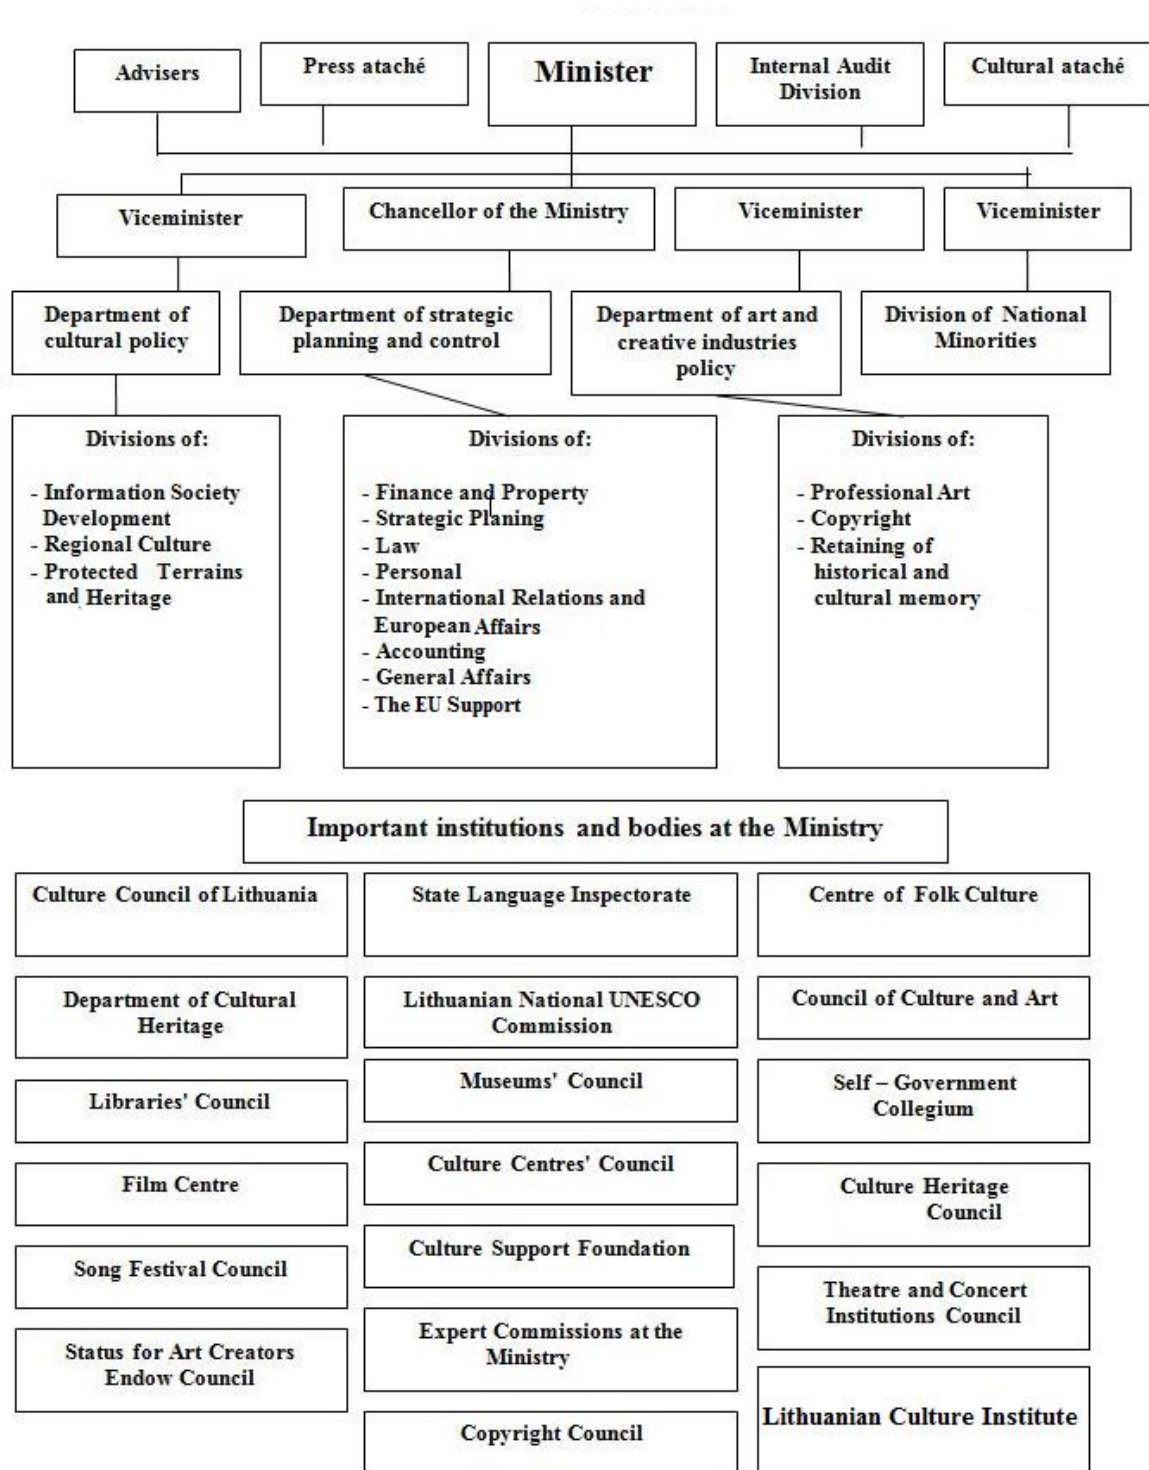 Advisers
Press ataché
Minister
Internal Audit
Division
Cultural ataché
Viceminister
Chancellor of the Ministry
Viceminister
Viceminister
Department of
cultural policy
Department of strategic
planning and control
Department of art and
creative industries
policy
Division of National
Minorities
Divisions of:
- Information Society
Development
- Regional Culture
- Protected Terrains
and Heritage
Divisions of:
- Finance and Property
- Strategic Planing
- Law
- Personal
- International Relations and
European Affairs
- Accounting
- General Affairs
- The EU Support
Divisions of:
- Professional Art
- Copyright
- Retaining of
historical and
cultural memory
Important institutions and bodies at the Ministry
Culture Council of Lithuania
Department of Cultural
Heritage
Libraries' Council
Film Centre
Song Festival Council
Status for Art Creators
Endow Council
State Language Inspectorate
Lithuanian National UNESCO
Commission
Museums' Council
Culture Centres' Council
Culture Support Foundation
Expert Commissions at the
Ministry
Copyright Council
Centre of Folk Culture
Council of Culture and Art
Self – Government
Collegium
Culture Heritage
Council
Theatre and Concert
Institutions Council
Lithuanian Culture Institute